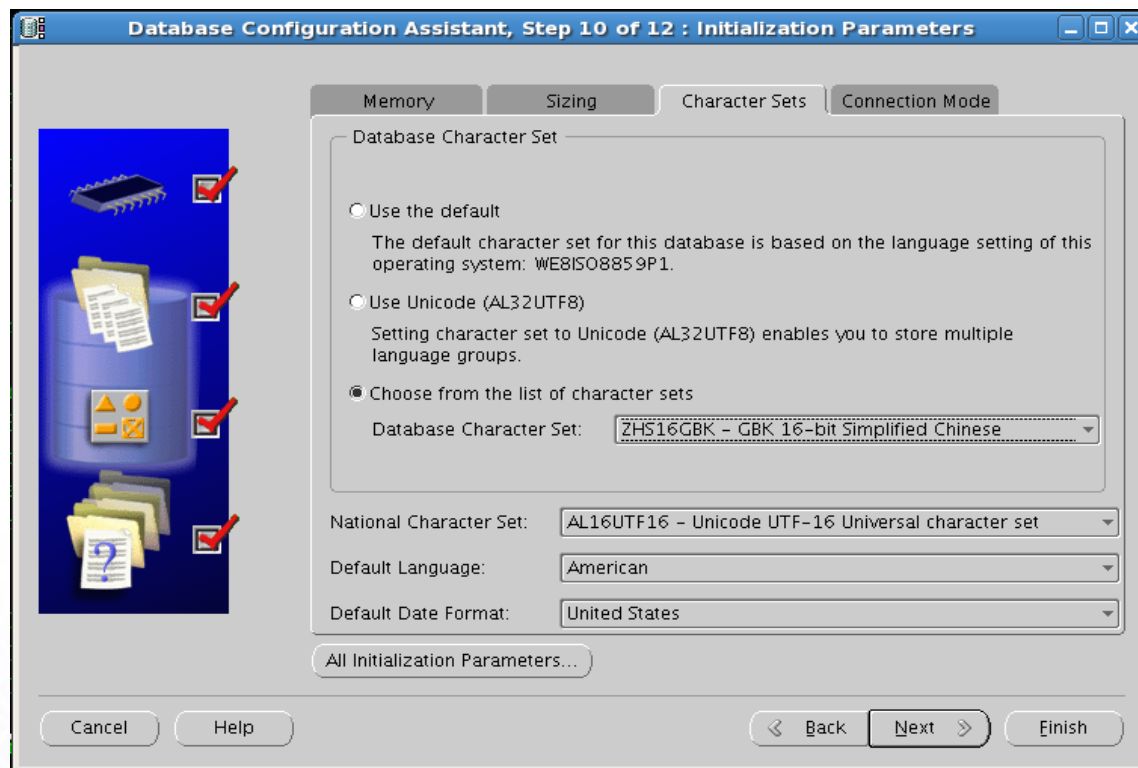 Database Configuration Assistant, Step 10 of 12 : Initialization Parameters
Memory
Sizing
Character Sets
Connection Mode
Database Character Set
Use the default
The default character set for this database is based on the language setting of this
operating system: WE8ISO8859P1.
Use Unicode (AL32UTF8)
Setting character set to Unicode (AL32UTF8) enables you to store multiple
language groups.
Choose from the list of character sets
Database Character Set: ZHS16GBK - GBK 16-bit Simplified Chinese
National Character Set: AL16UTF16 - Unicode UTF-16 Universal character set
Default Language: American
Default Date Format: United States
All Initialization Parameters...
Cancel
Help
Back
Next
Finish